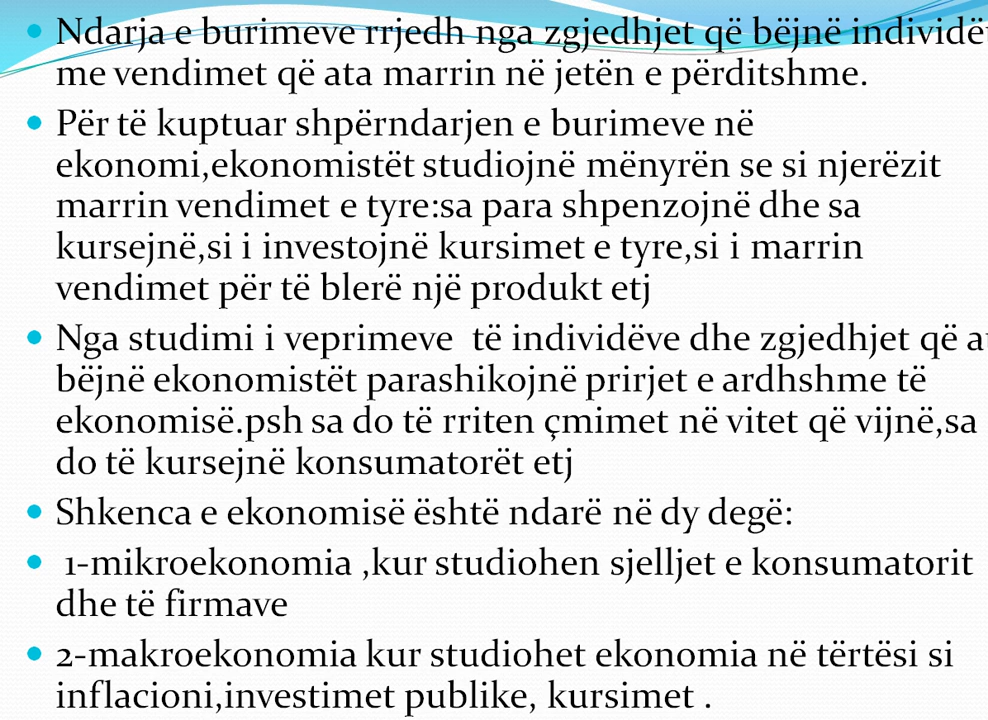 Ndarja e burimeve rrjedh nga zgjedhjet që bëjnë
me vendimet që ata marrin në jetën e përditshme.
Për të kuptuar shpërndarjen e burimeve në
ekonomi,ekonomistët studiojnë mënyrën se si njerëzit
marrin vendimet e tyre:sa para shpenzojnë dhe sa
kursejnë,si i investojnë kursimet e tyre,si i marrin
vendimet për të blerë një produkt etj
Nga studimi i veprimeve të individëve dhe zgjedhjet që
bëjnë ekonomistët parashikojnë prirjet e ardhshme të
ekonomisë.psh sa do të rriten çmimet në vitet që vijnë,sa
do të kursejnë konsumatorët etj
Shkenca e ekonomisë është ndarë në dy degë:
1-mikroekonomia ,kur studiohen sjelljet e konsumatorit
dhe të firmave
2-makroekonomia kur studiohet ekonomia në tërtësi si
inflacioni,investimet publike, kursimet .